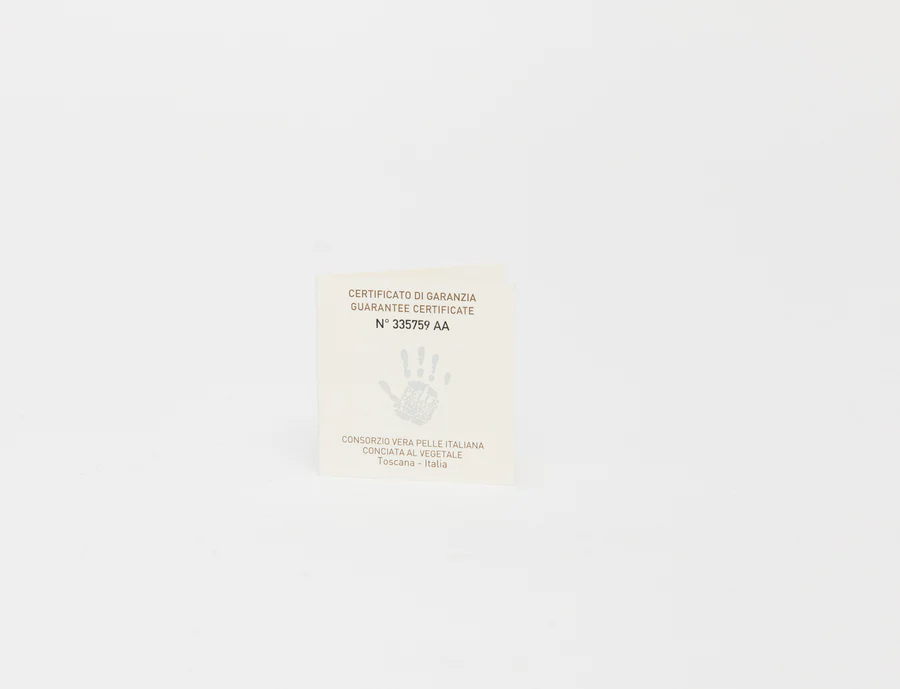 CERTIFICATO DI GARANZIA
GUARANTEE CERTIFICATE
N° 335759 AA
CONSORZIO VERA PELLE ITALIANA
CONCIATA AL VEGETALE
Toscana - Italia